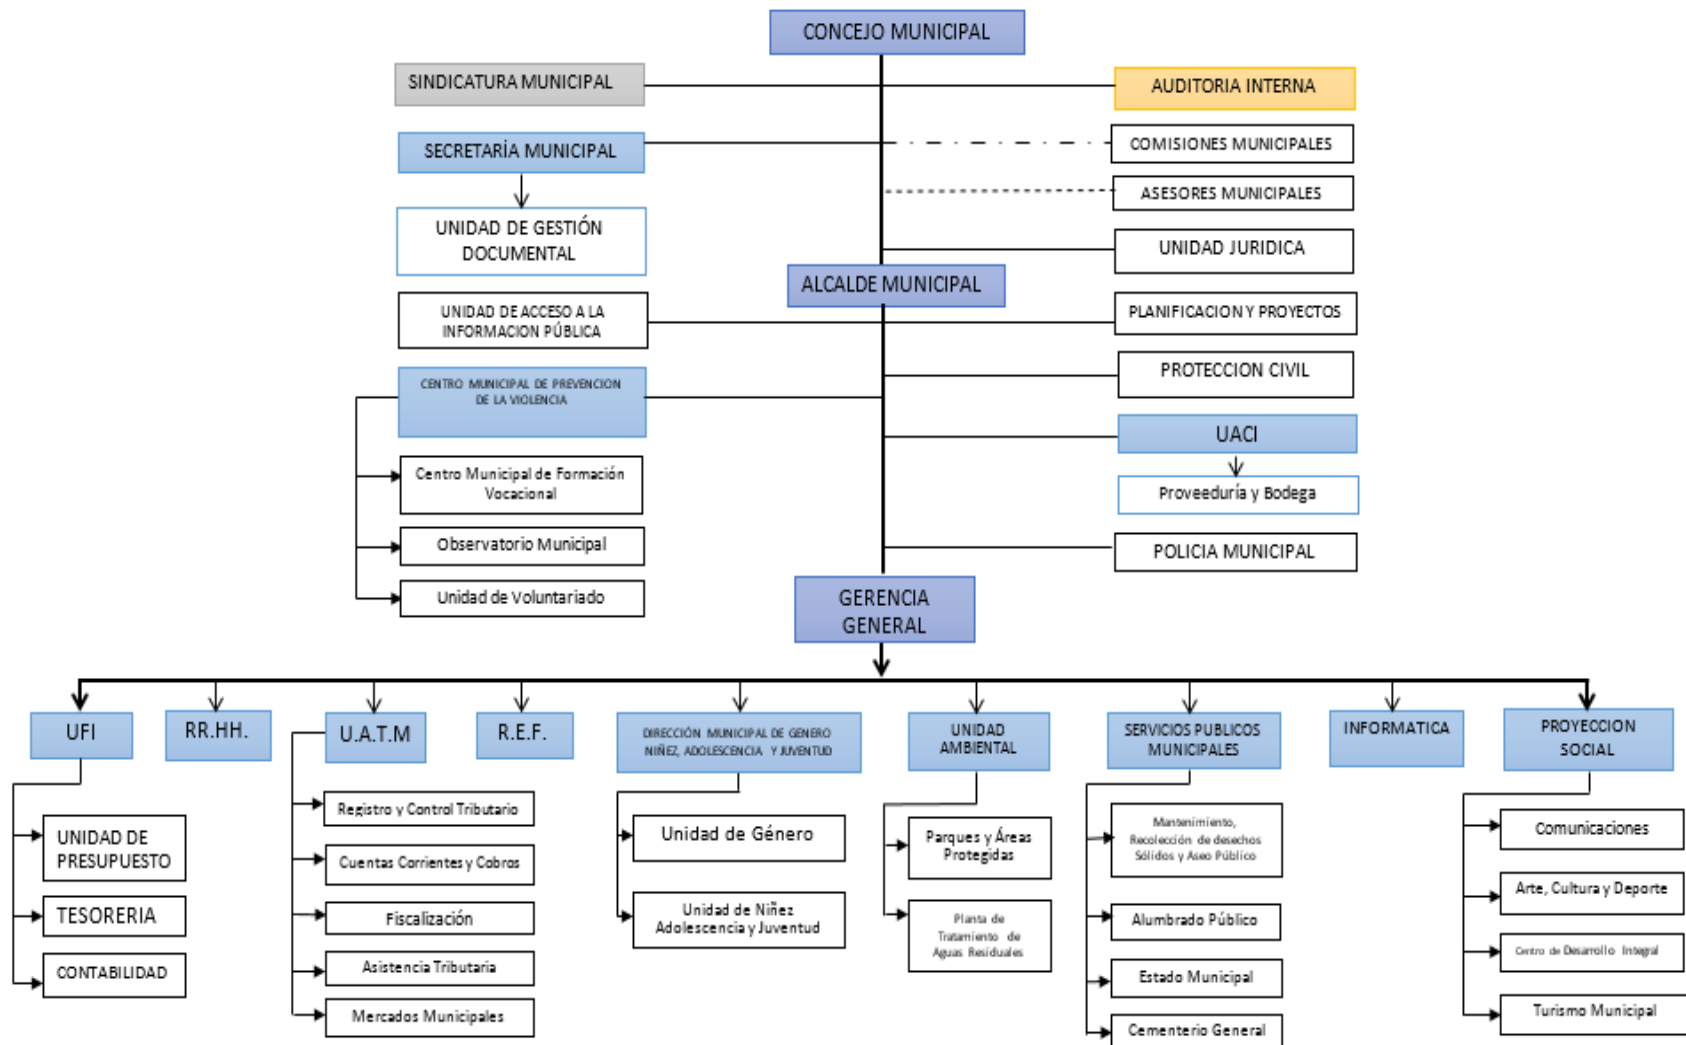 CONCEJO MUNICIPAL
SINDICATURA MUNICIPAL
AUDITORIA INTERNA
SECRETARÍA MUNICIPAL
COMISIONES MUNICIPALES
ASESORES MUNICIPALES
UNIDAD DE GESTIÓN
DOCUMENTAL
UNIDAD JURIDICA
ALCALDE MUNICIPAL
UNIDAD DE ACCESO A LA
INFORMACION PÚBLICA
PLANIFICACION Y PROYECTOS
PROTECCION CIVIL
CENTRO MUNICIPAL DE PREVENCION
DE LA VIOLENCIA
UACI
Centro Municipal de Formación
Vocacional
Proveeduría y Bodega
Observatorio Municipal
POLICIA MUNICIPAL
Unidad de Voluntariado
GERENCIA
GENERAL
UFI
RR.HH.
U.A.T.M
R.E.F.
DIRECCIÓN MUNICIPAL DE GENERO
NIÑEZ, ADOLESCENCIA Y JUVENTUD
UNIDAD
AMBIENTAL
SERVICIOS PUBLICOS
MUNICIPALES
INFORMATICA
PROYECCION
SOCIAL
UNIDAD DE
PRESUPUESTO
TESORERIA
CONTABILIDAD
Registro y Control Tributario
Cuentas Corrientes y Cobros
Fiscalización
Asistencia Tributaria
Mercados Municipales
Unidad de Género
Unidad de Niñez
Adolescencia y Juventud
Parques y Áreas
Protegidas
Planta de
Tratamiento de
Aguas Residuales
Mantenimiento,
Recolección de desechos
Sólidos y Aseo Público
Alumbrado Público
Estado Municipal
Cementerio General
Comunicaciones
Arte, Cultura y Deporte
Centro de Desarrollo Integral
Turismo Municipal